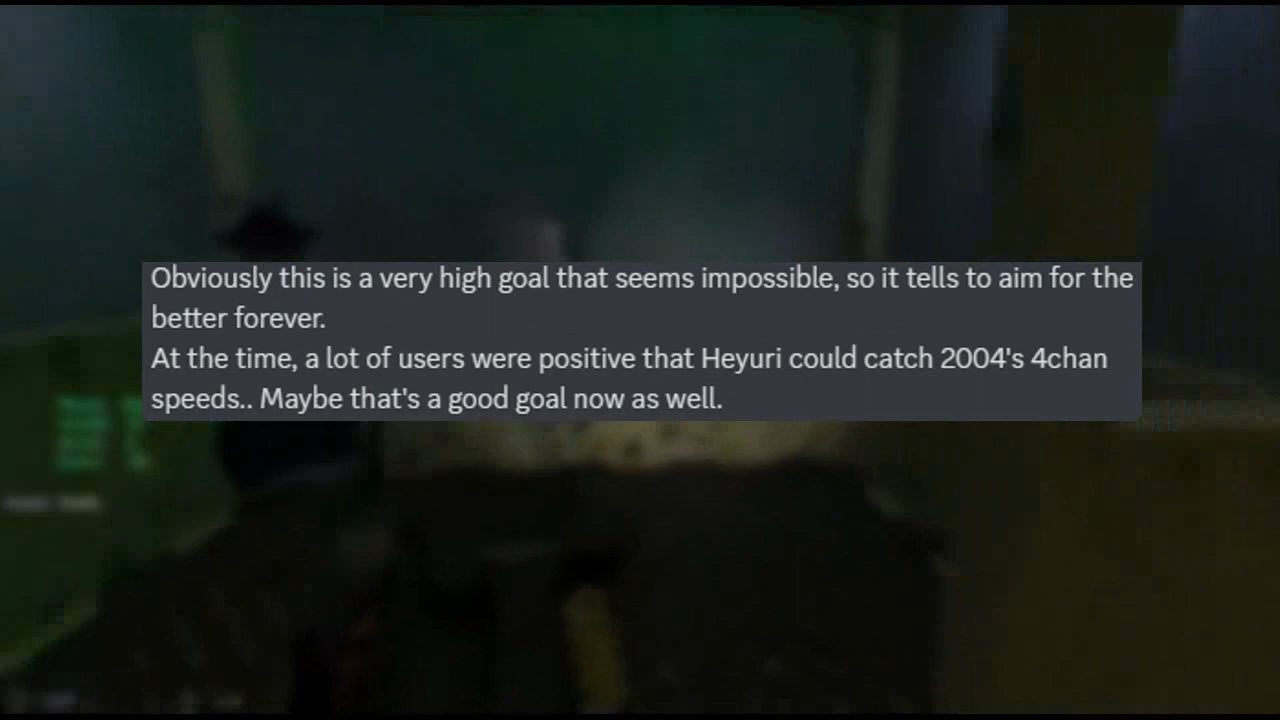 Obviously this is a very high goal that seems impossible, so it tells to aim for the
better forever.
At the time, a lot of users were positive that Heyuri could catch 2004's 4chan
speeds.. Maybe that's a good goal now as well.